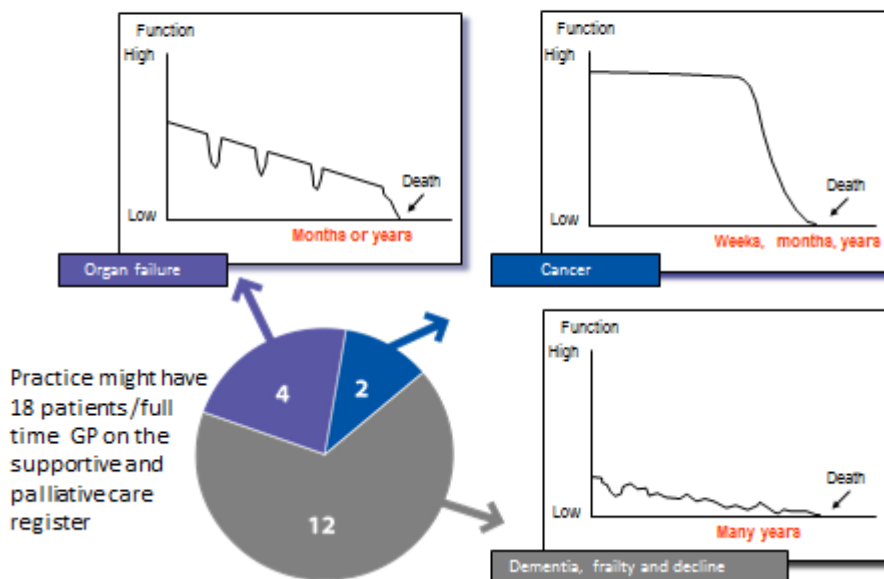 Function
High
Death
Low
Months or years
Organ failure
Function
High
Death
Low
Weeks, months, years
Cancer
Practice might have
18 patients/full
time GP on the
supportive and
palliative care
register
4
2
12
Function
High
Death
Low
Many years
Dementia, frailty and decline